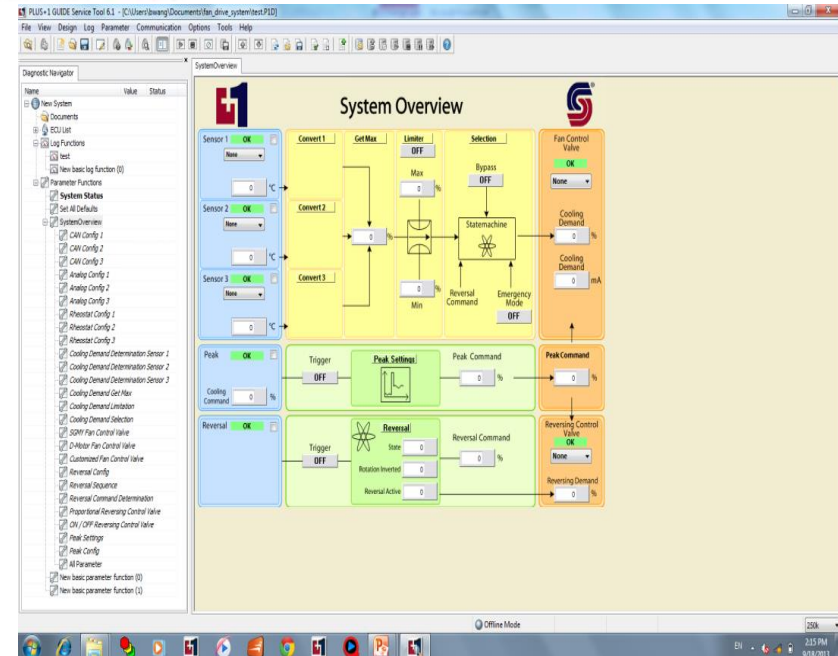 PLUS+1 GUIDE Service Tool 6.1 - [C:\Users\bwang\Documents\fan_drive_system\test.P1D]
File View Design Log Parameter Communication Options Tools Help
Diagnostic Navigator
Name Value Status
New System
Documents
ECU List
Log Functions
test
New basic log function (0)
Parameter Functions
System Status
Set All Defaults
SystemOverview
CAN Config 1
CAN Config 2
CAN Config 3
Analog Config 1
Analog Config 2
Analog Config 3
Rheostat Config 1
Rheostat Config 2
Rheostat Config 3
Cooling Demand Determination Sensor 1
Cooling Demand Determination Sensor 2
Cooling Demand Determination Sensor 3
Cooling Demand Get Max
Cooling Demand Limitation
Cooling Demand Selection
SGMY Fan Control Valve
D-Motor Fan Control Valve
Customized Fan Control Valve
Reversal Config
Reversal Sequence
Reversal Command Determination
Proportional Reversing Control Valve
ON / OFF Reversing Control Valve
Peak Settings
Peak Config
All Parameter
New basic parameter function (0)
New basic parameter function (1)
SystemOverview
System Overview
Sensor 1 OK
None
0 °C
Sensor 2 OK
None
0 °C
Sensor 3 OK
None
0 °C
Convert 1
Convert 2
Convert 3
Get Max
0 %
Limiter
OFF
Max
0 %
0 %
Min
Selection
Bypass
OFF
Statemachine
Reversal
Command
Emergency
Mode
OFF
Fan Control
Valve
OK
None
Cooling
Demand
0 %
Cooling
Demand
0 mA
Peak OK
Cooling
Command 0 %
Trigger
OFF
Peak Settings
Peak Command
0 %
Peak Command
0 %
Reversal OK
Trigger
OFF
Reversal
State 0
Rotation Inverted 0
Reversal Active 0
Reversal Command
0 %
Reversing Control
Valve
OK
None
Reversing Demand
0 %
Offline Mode
250k
EN
2:15 PM
9/18/2013